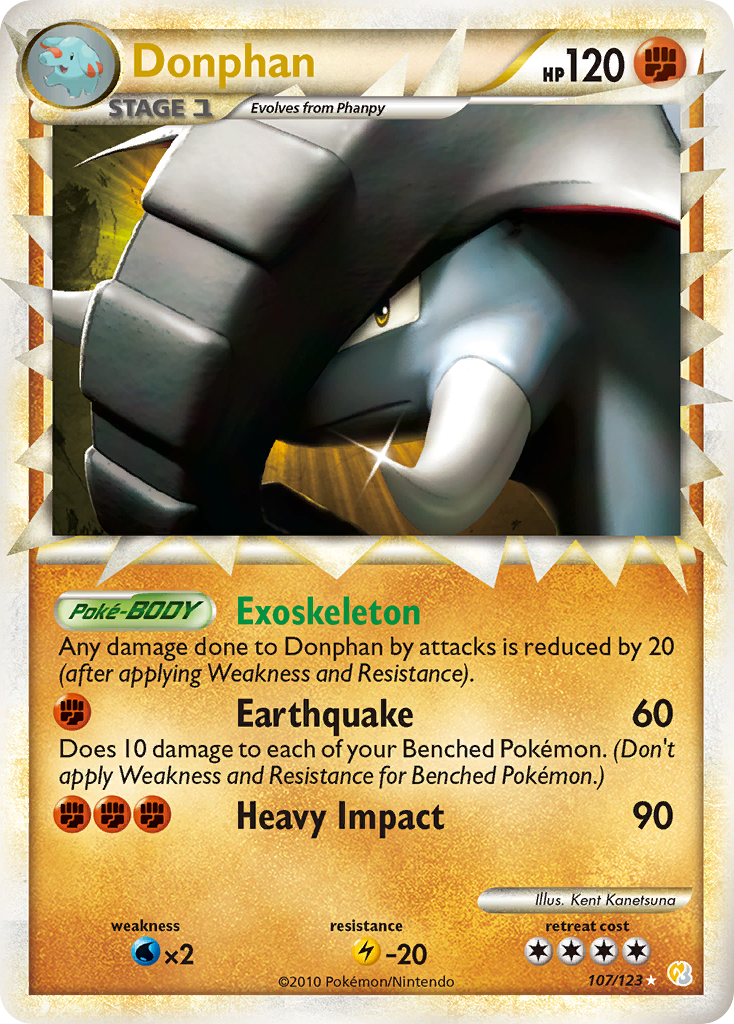 Donphan HP 120
STAGE 1 Evolves from Phanpy
Poké-BODY Exoskeleton
Any damage done to Donphan by attacks is reduced by 20
(after applying Weakness and Resistance).
Earthquake 60
Does 10 damage to each of your Benched Pokémon. (Don't
apply Weakness and Resistance for Benched Pokémon.)
Heavy Impact 90
Illus. Kent Kanetsuna
weakness resistance retreat cost
×2 -20
©2010 Pokémon/Nintendo 107/123